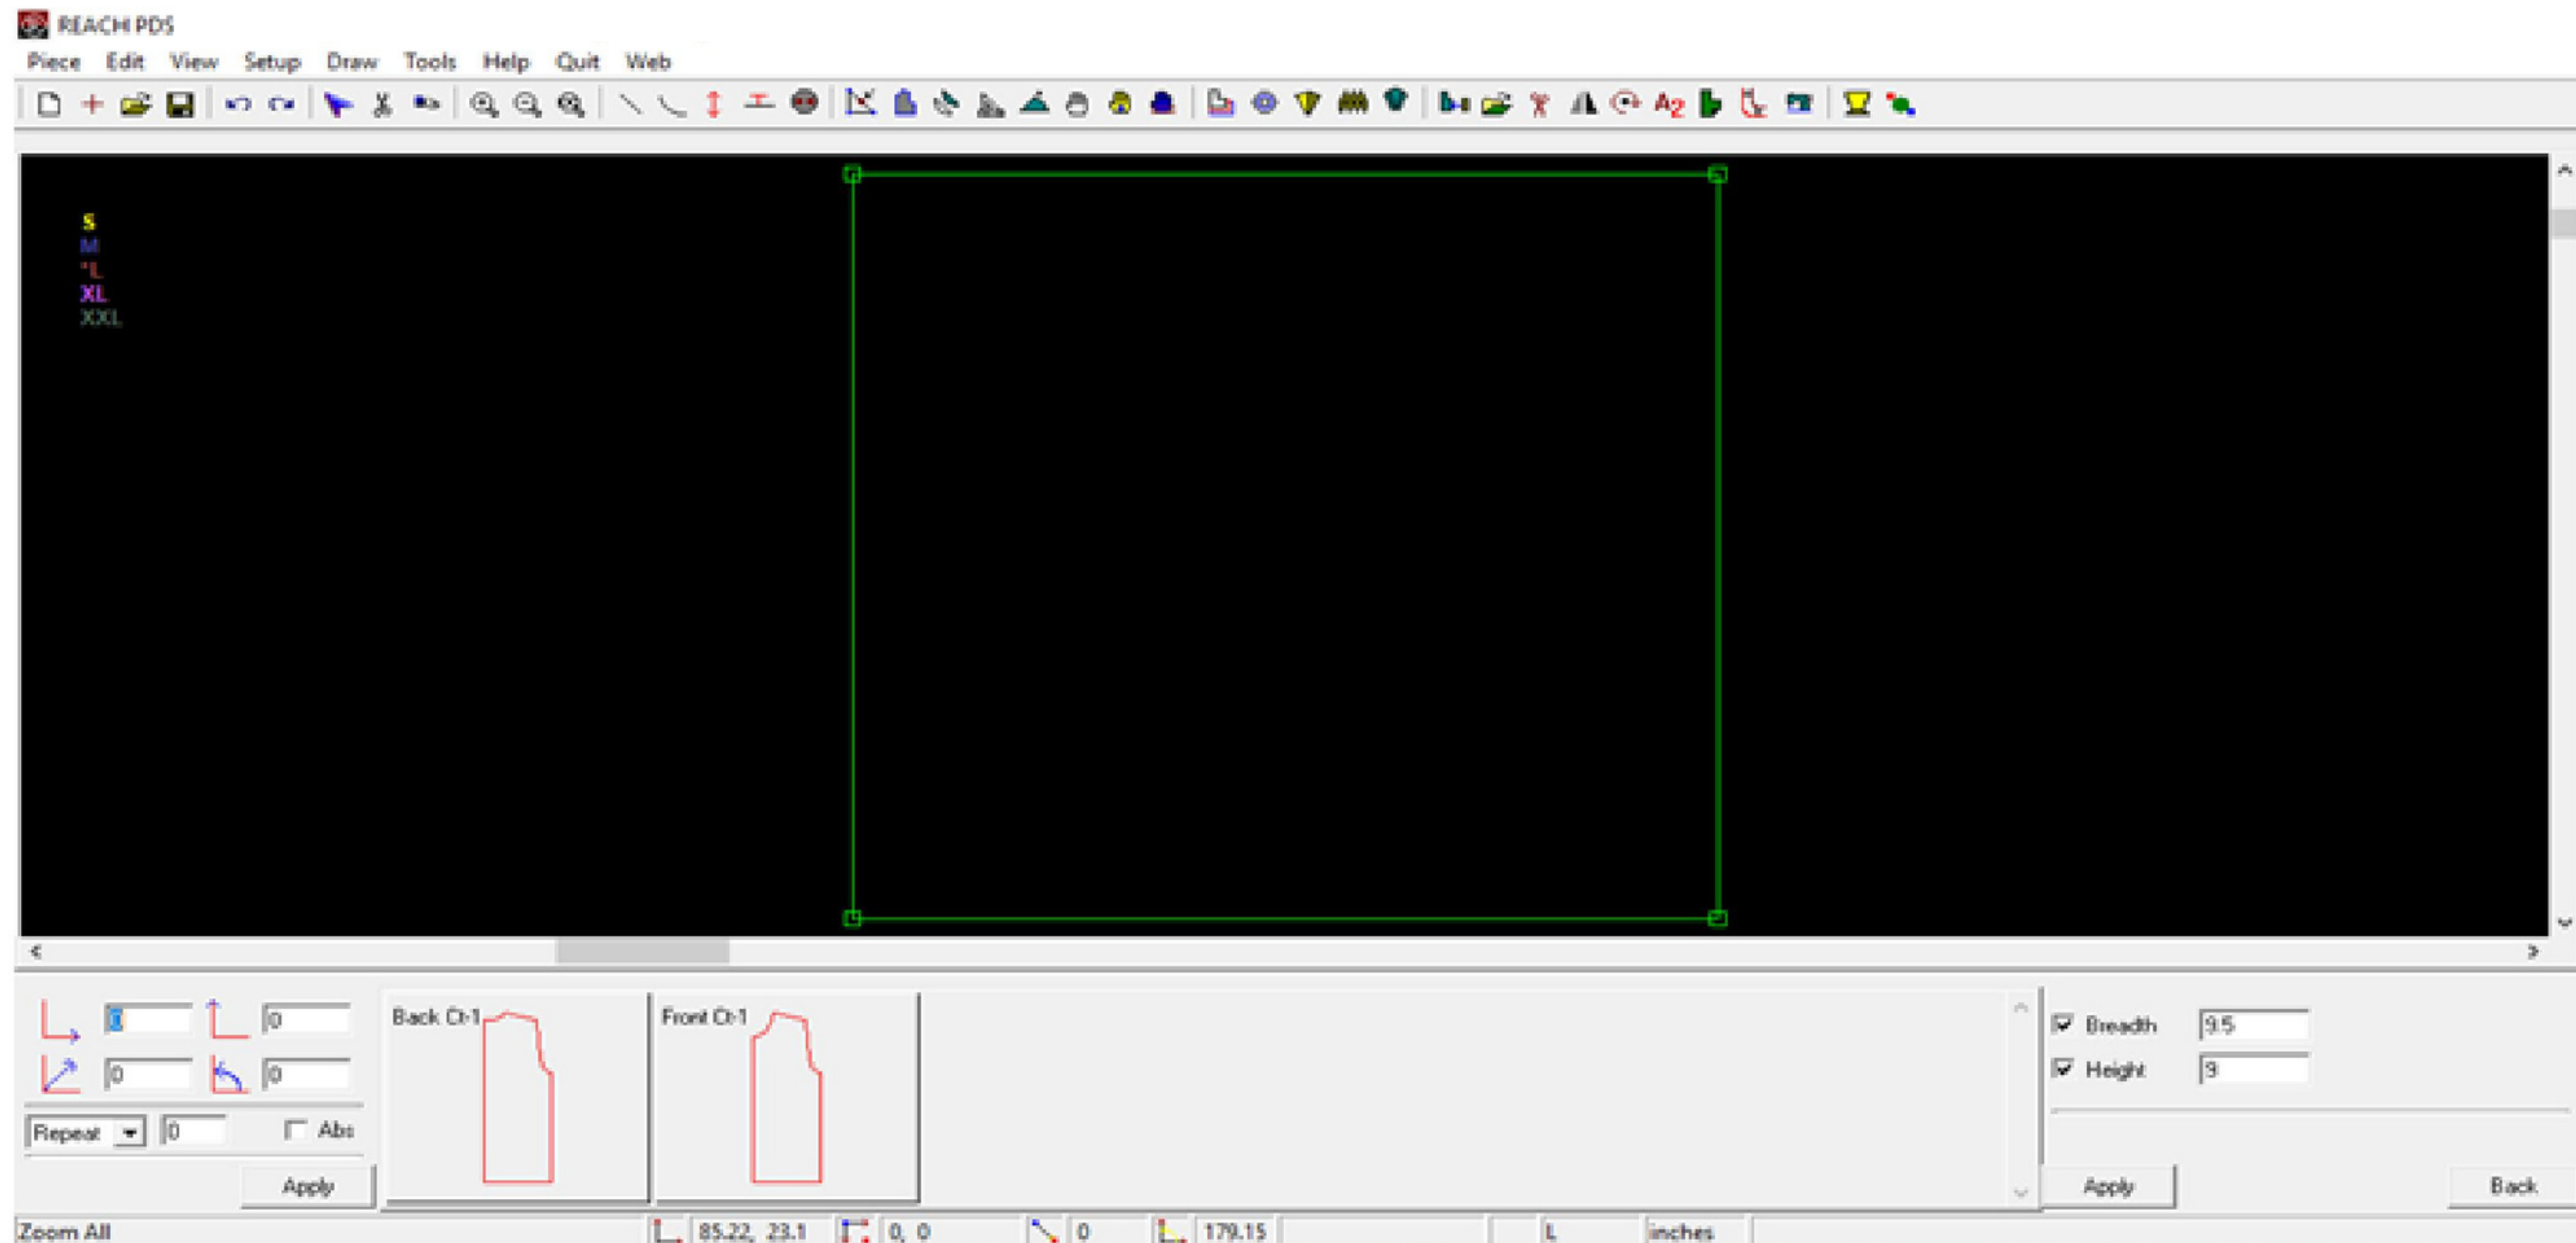 REACH PDS
Piece Edit View Setup Draw Tools Help Quit Web
A2
S
M
*L
XL
XXL
0 0
Back Ct-1 Front Ct-1
Breadth 9.5
0 0
Height 9
Repeat 0 Abs
Apply Apply Back
Zoom All 85.22, 23.1 0, 0 0 179.15 L inches